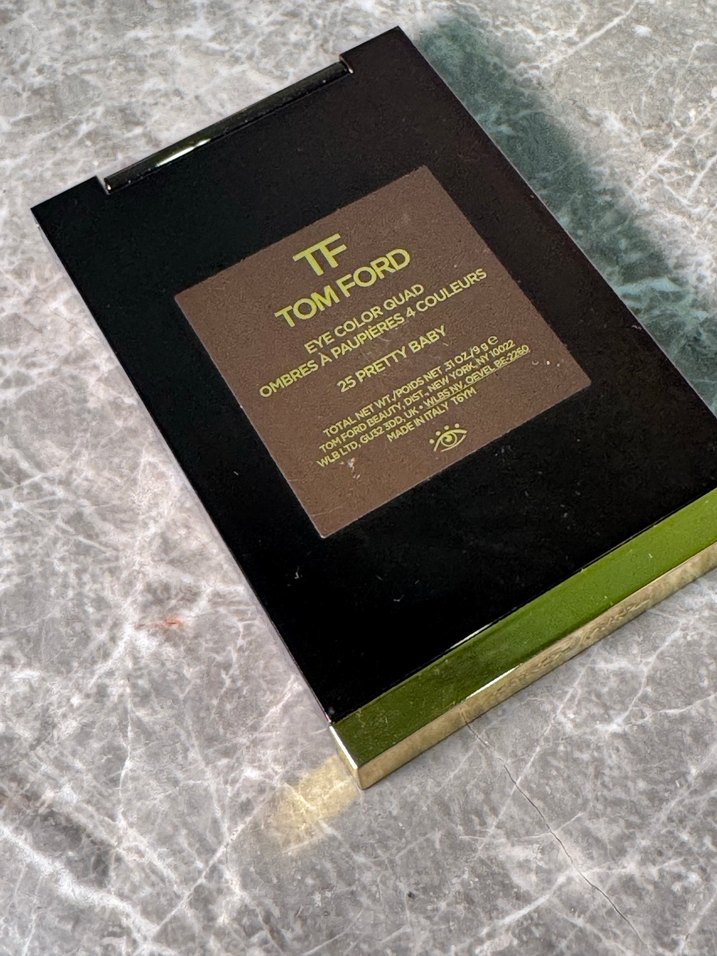 TF
TOM FORD
EYE COLOR QUAD
OMBRES À PAUPIÈRES 4 COULEURS
25 PRETTY BABY
TOTAL NET WT./POIDS NET .31 OZ./9 g ℮
TOM FORD BEAUTY, DIST., NEW YORK, NY 10022
WLB LTD, GU32 3DD, UK • WLBS NV, OEVEL BE-2260
MADE IN ITALY T6YM